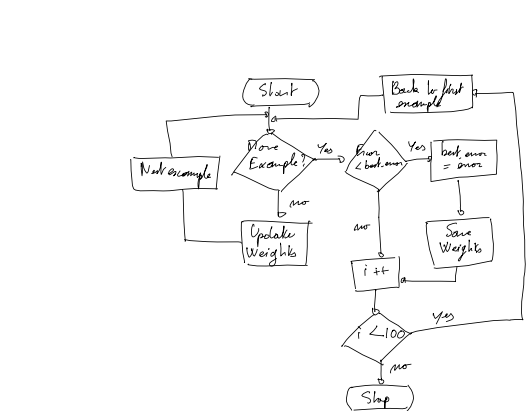 Start
Back to first
example
More
Example?
Yes
Error
< best.error
Yes
best.error
= error
Next example
no
Update
Weights
no
Save
Weights
i ++
i < 100
Yes
no
Stop